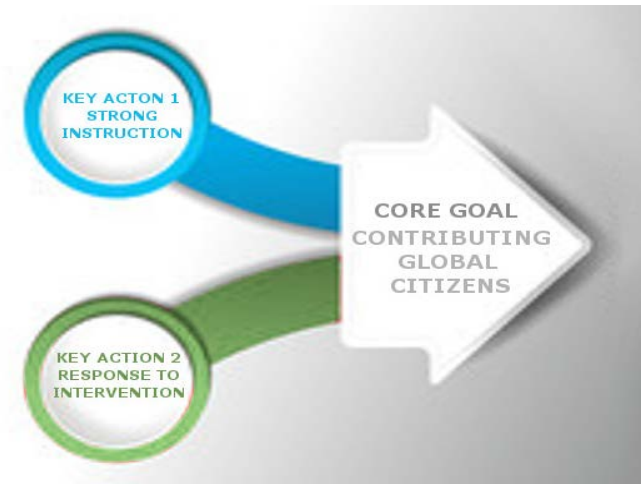 KEY ACTON 1
STRONG
INSTRUCTION
CORE GOAL
CONTRIBUTING
GLOBAL
CITIZENS
KEY ACTION 2
RESPONSE TO
INTERVENTION